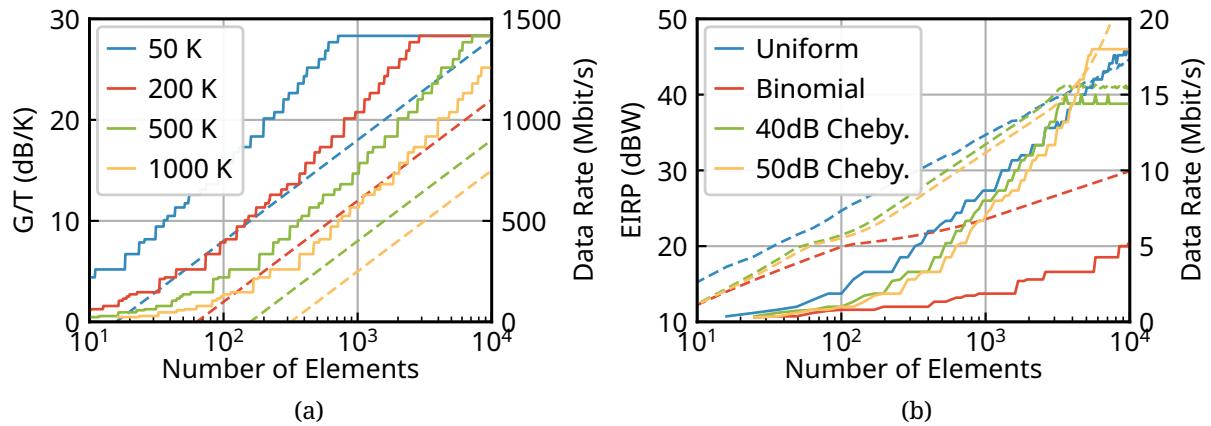 30
20
10
0
G/T (dB/K)
50 K
200 K
500 K
1000 K
1500
1000
500
0
Data Rate (Mbit/s)
10^1
10^2
10^3
10^4
Number of Elements
(a)
50
40
30
20
10
EIRP (dBW)
Uniform
Binomial
40dB Cheby.
50dB Cheby.
20
15
10
5
0
Data Rate (Mbit/s)
10^1
10^2
10^3
10^4
Number of Elements
(b)